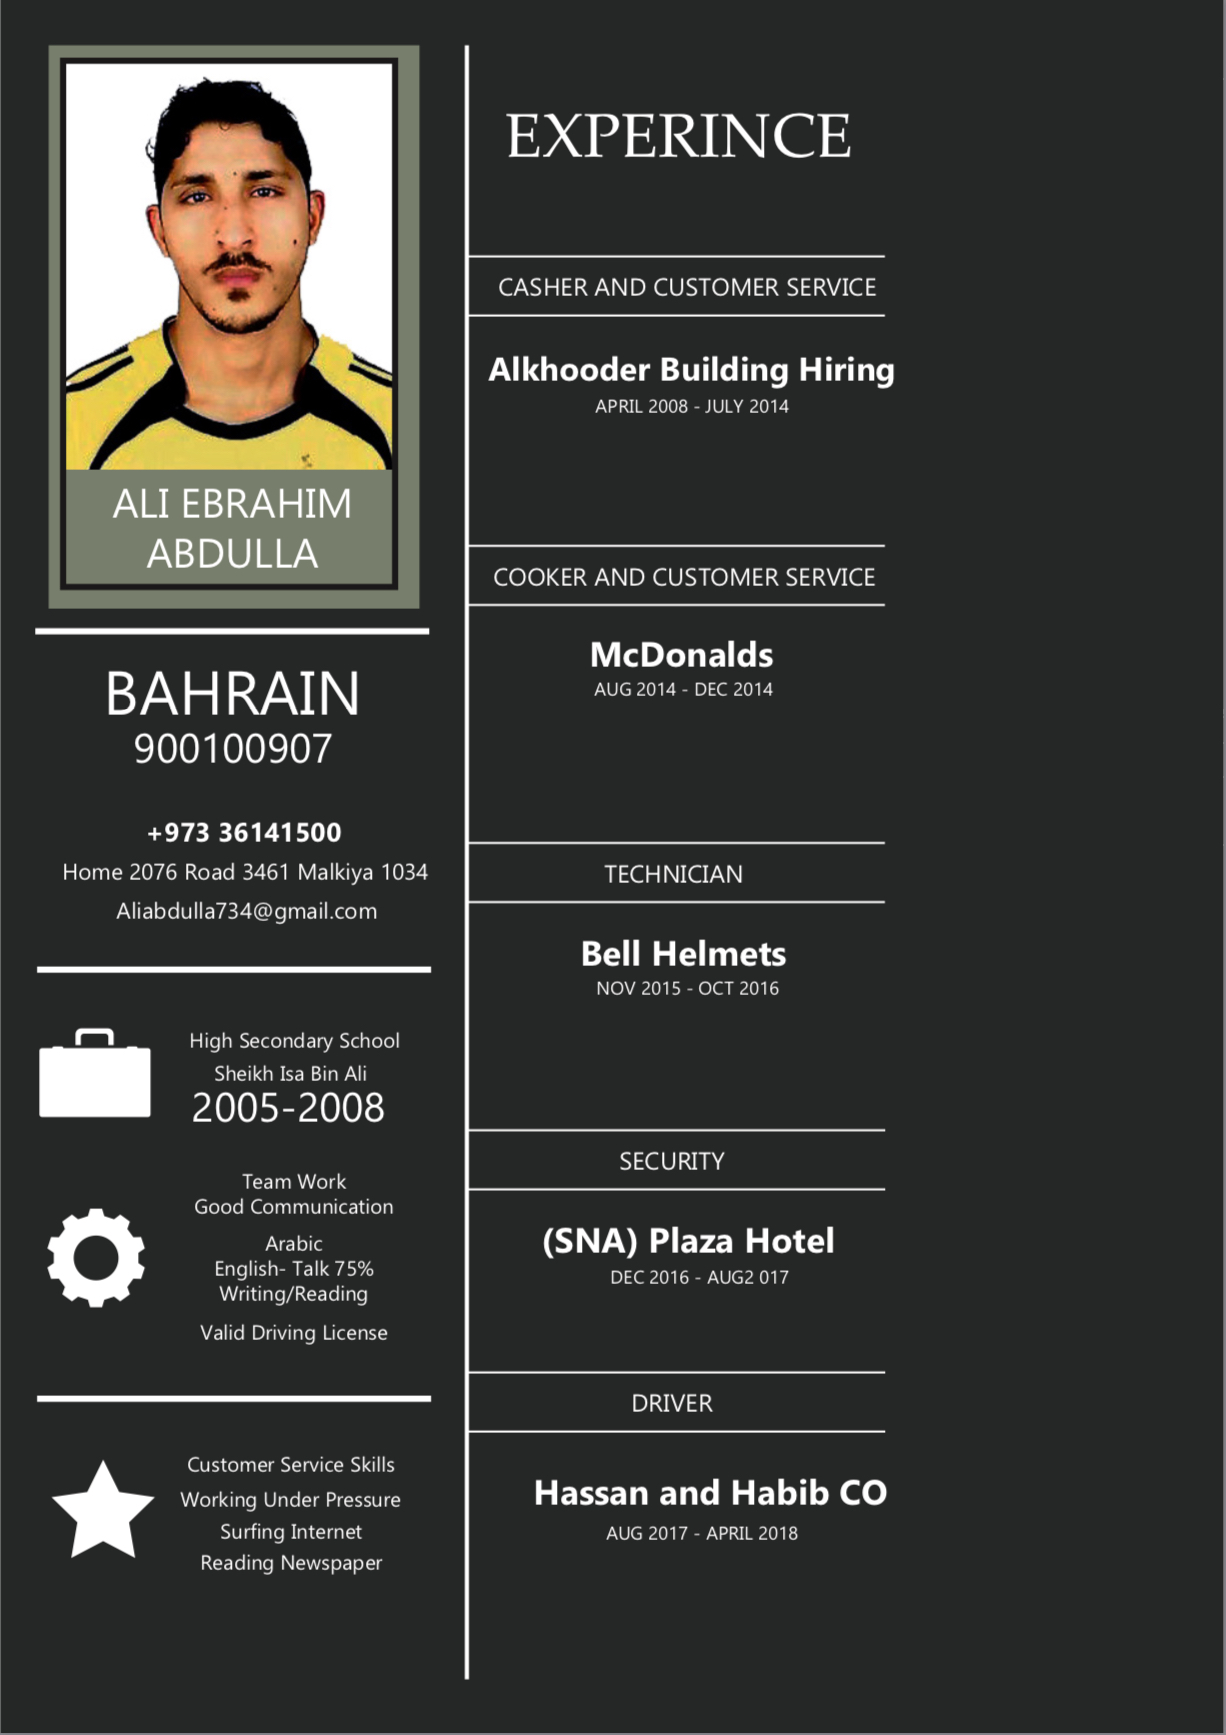 ALI EBRAHIM
ABDULLA
BAHRAIN
900100907
+973 36141500
Home 2076 Road 3461 Malkiya 1034
Aliabdulla734@gmail.com
High Secondary School
Sheikh Isa Bin Ali
2005-2008
Team Work
Good Communication
Arabic
English- Talk 75%
Writing/Reading
Valid Driving License
Customer Service Skills
Working Under Pressure
Surfing Internet
Reading Newspaper
EXPERINCE
CASHER AND CUSTOMER SERVICE
Alkhooder Building Hiring
APRIL 2008 - JULY 2014
COOKER AND CUSTOMER SERVICE
McDonalds
AUG 2014 - DEC 2014
TECHNICIAN
Bell Helmets
NOV 2015 - OCT 2016
SECURITY
(SNA) Plaza Hotel
DEC 2016 - AUG2 017
DRIVER
Hassan and Habib CO
AUG 2017 - APRIL 2018